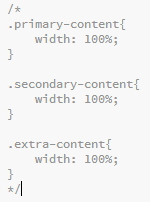 /*
.primary-content{
    width: 100%;
}

.secondary-content{
    width: 100%;
}

.extra-content{
    width: 100%;
}
*/